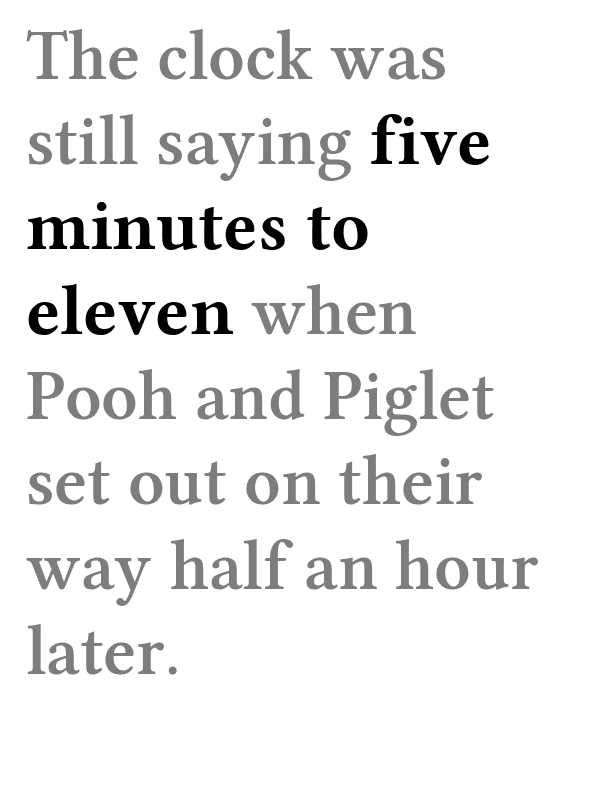 The clock was
still saying five
minutes to
eleven when
Pooh and Piglet
set out on their
way half an hour
later.